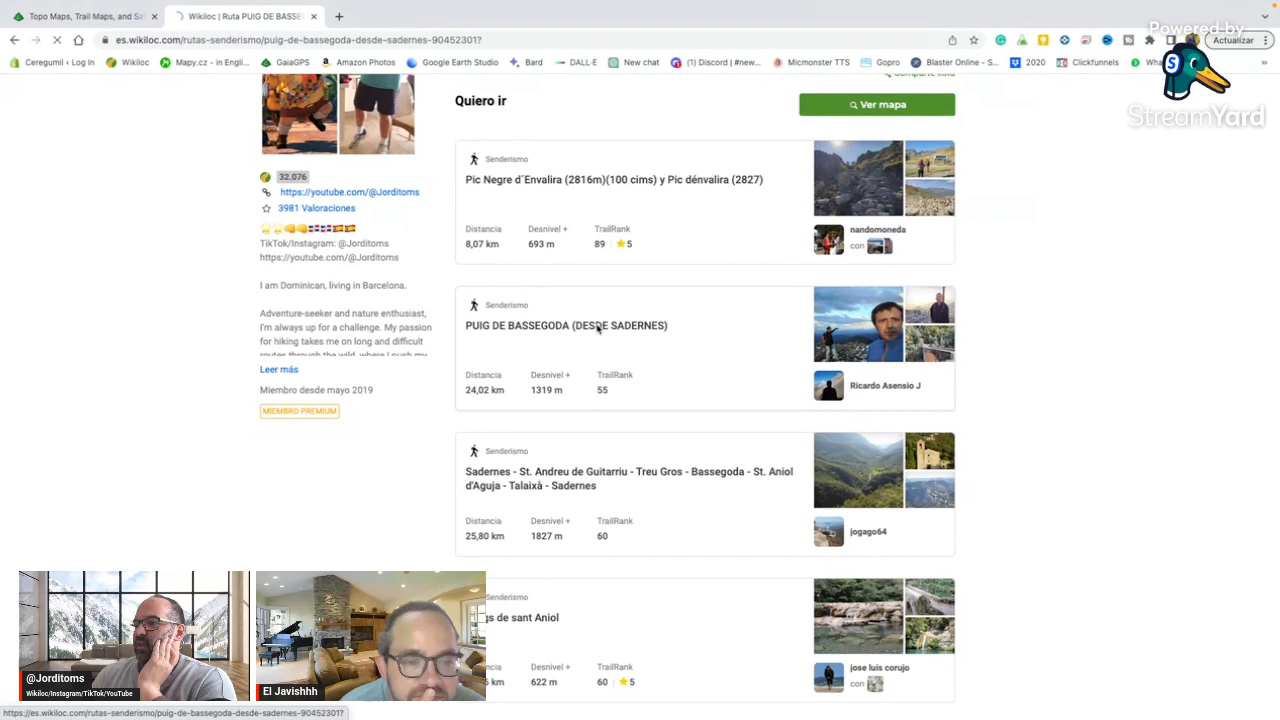 Topo Maps, Trail Maps, and Sa
Wikiloc | Ruta PUIG DE BASSE
es.wikiloc.com/rutas-senderismo/puig-de-bassegoda-desde-sadernes-90452301?
Actualizar
Ceregumil ‹ Log In
Wikiloc
Mapy.cz - in Engli...
GaiaGPS
Amazon Photos
Google Earth Studio
Bard
DALL-E
New chat
(1) Discord | #new...
Micmonster TTS
Gopro
Blaster Online - S...
2020
Clickfunnels
Powered by
StreamYard
Quiero ir
Ver mapa
32.076
https://youtube.com/@Jorditoms
3981 Valoraciones
TikTok/Instagram: @Jorditoms
https://youtube.com/@Jorditoms
I am Dominican, living in Barcelona.
Adventure-seeker and nature enthusiast,
I'm always up for a challenge. My passion
for hiking takes me on long and difficult
routes through the wild, where I push my
Leer más
Miembro desde mayo 2019
MIEMBRO PREMIUM
Senderismo
Pic Negre d´Envalira (2816m)(100 cims) y Pic dénvalira (2827)
Distancia Desnivel + TrailRank
8,07 km 693 m 89 5
nandomoneda
con
Senderismo
PUIG DE BASSEGODA (DESDE SADERNES)
Distancia Desnivel + TrailRank
24,02 km 1319 m 55
Ricardo Asensio J
Senderismo
Sadernes - St. Andreu de Guitarriu - Treu Gros - Bassegoda - St. Aniol
d'Aguja - Talaixà - Sadernes
Distancia Desnivel + TrailRank
25,80 km 1827 m 60
jogago64
Senderismo
de sant Aniol
Desnivel + TrailRank
km 622 m 60 5
jose luis corujo
con
@Jorditoms
Wikiloc/Instagram/TikTok/YouTube
El Javishhh
https://es.wikiloc.com/rutas-senderismo/puig-de-bassegoda-desde-sadernes-90452301?